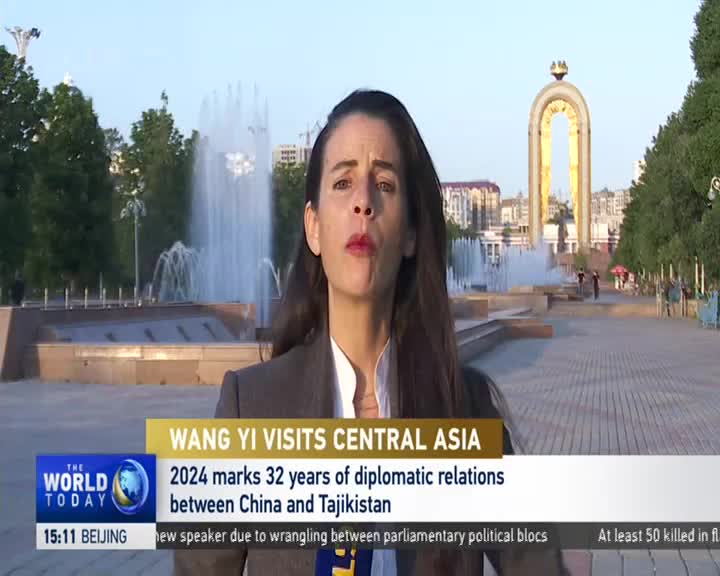 WANG YI VISITS CENTRAL ASIA
2024 marks 32 years of diplomatic relations
between China and Tajikistan
THE
WORLD
TODAY
15:11 BEIJING
new speaker due to wrangling between parliamentary political blocs At least 50 killed in fl